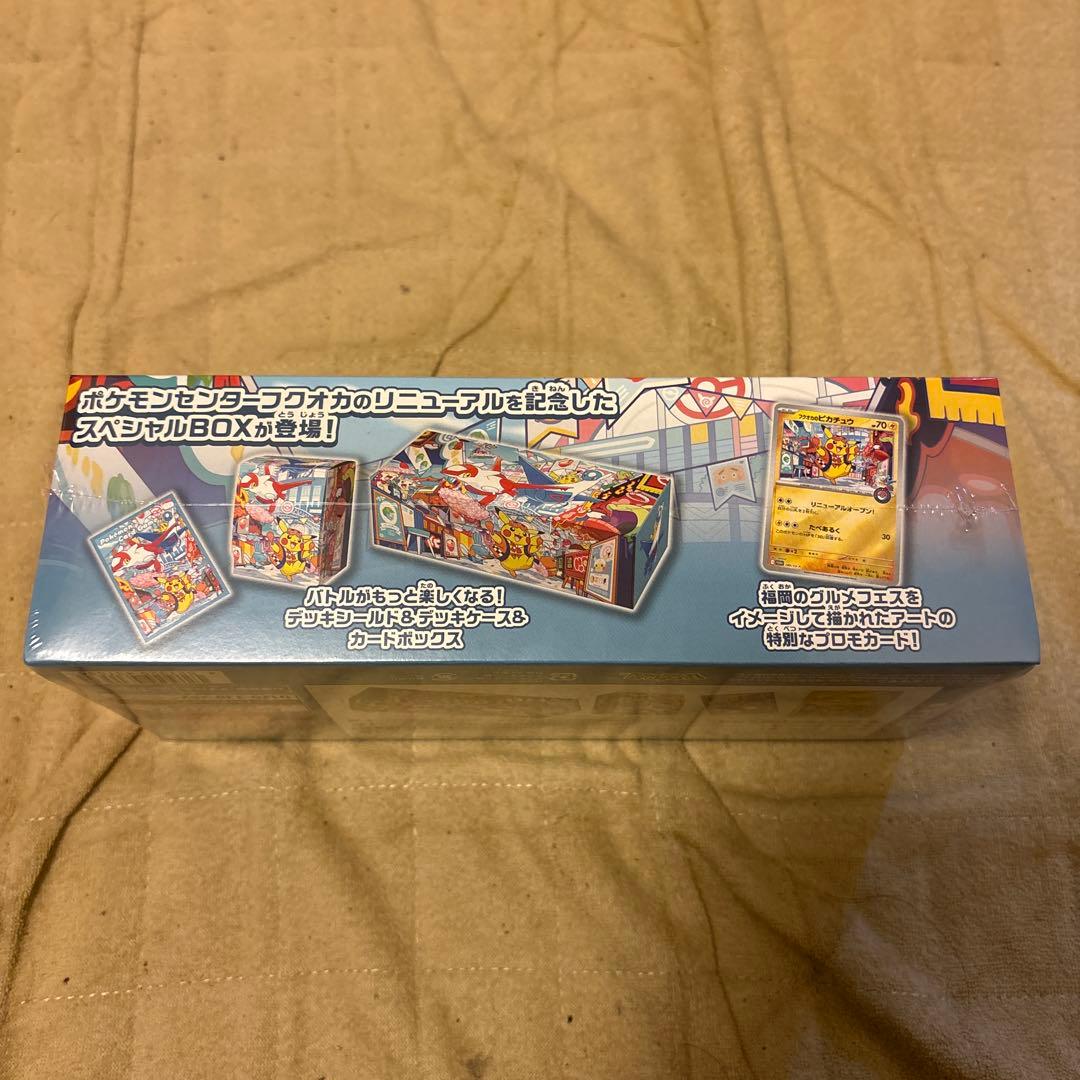 ポケモンセンターフクオカのリニューアルを記念した
スペシャルBOXが登場!
フクオカのピカチュウ
70
リニューアルオープン!
たべあるく
30
バトルがもっと楽しくなる!
デッキシールド&デッキケース&
カードボックス
福岡のグルメフェスを
イメージして描かれたアートの
特別なプロモカード!